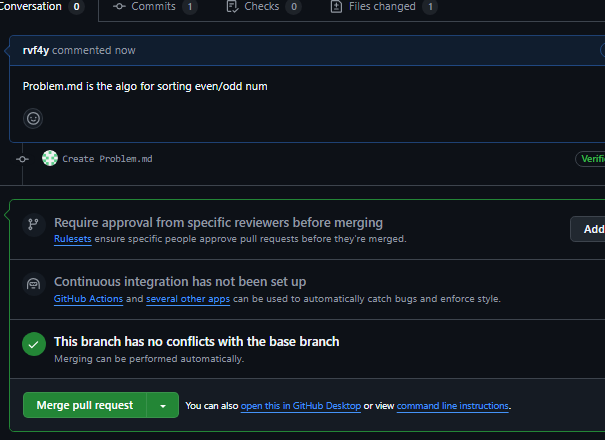 Conversation 0 Commits 1 Checks 0 Files changed 1
rvf4y commented now
Problem.md is the algo for sorting even/odd num
Create Problem.md
Require approval from specific reviewers before merging
Rulesets ensure specific people approve pull requests before they're merged.
Add
Continuous integration has not been set up
GitHub Actions and several other apps can be used to automatically catch bugs and enforce style.
This branch has no conflicts with the base branch
Merging can be performed automatically.
Merge pull request
You can also open this in GitHub Desktop or view command line instructions.